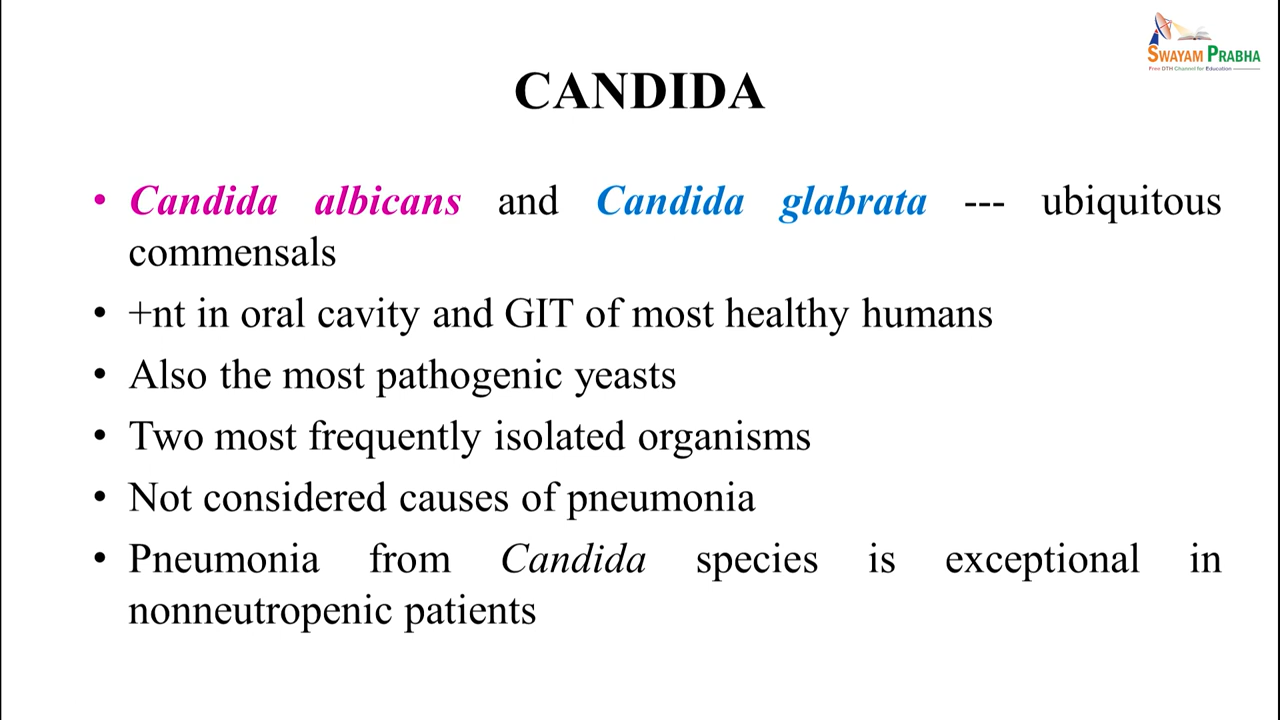 SWAYAM PRABHA
Free DTH Channel for Education
CANDIDA
• Candida albicans and Candida glabrata --- ubiquitous
commensals
• +nt in oral cavity and GIT of most healthy humans
• Also the most pathogenic yeasts
• Two most frequently isolated organisms
• Not considered causes of pneumonia
• Pneumonia from Candida species is exceptional in
nonneutropenic patients